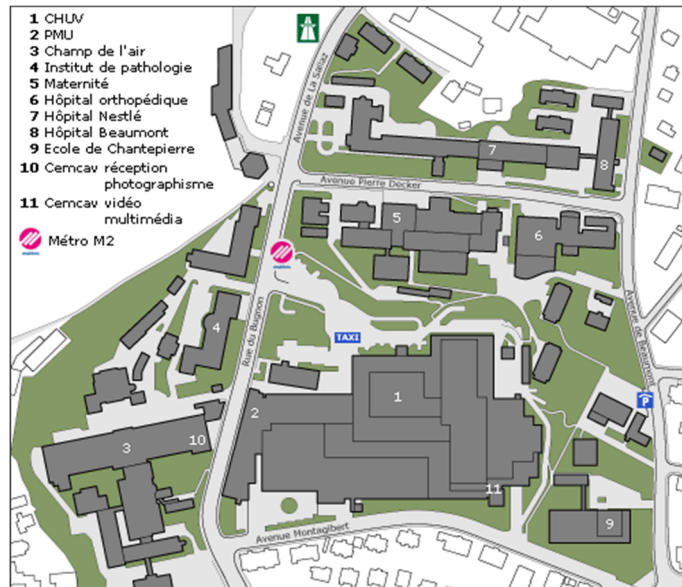 1 CHUV
2 PMU
3 Champ de l'air
4 Institut de pathologie
5 Maternité
6 Hôpital orthopédique
7 Hôpital Nestlé
8 Hôpital Beaumont
9 Ecole de Chantepierre
10 Cemcav réception
photographisme
11 Cemcav vidéo
multimédia
Métro M2
Avenue de La Sallaz
7
8
Avenue Pierre Decker
5
6
Avenue de Beaumont
Rue du Bugnon
4
TAXI
1
P
2
10
3
11
9
Avenue Montagibert